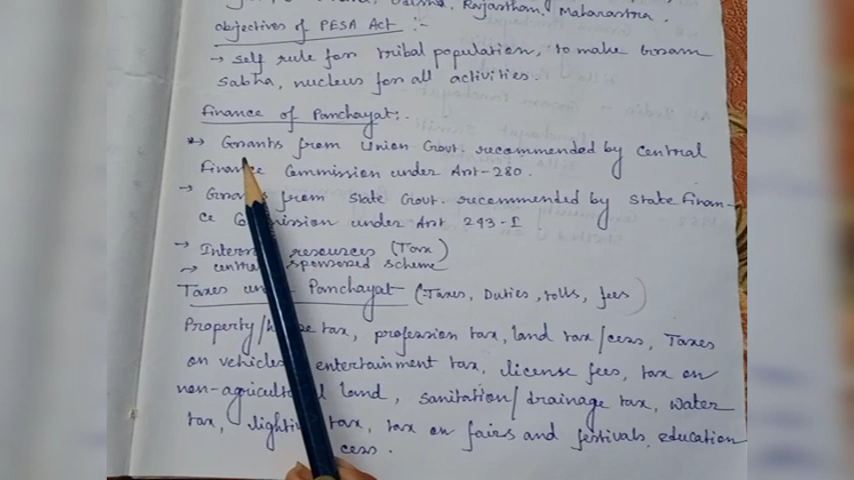 Odisha, Rajasthan, Maharastra.
objectives of PESA Act :-
→ self rule for tribal population, to make Gram
Sabha, nucleus for all activities.
Finance of Panchayat:-
→ Grants from Union Govt. recommended by Central
Finance Commission under Art-280.
→ Grants from State Govt. recommended by State Finan-
ce Commission under Art 243-I
→ Internal resources (Tax)
→ central sponsored scheme
Taxes Panchayat (Taxes, Duties, tolls, fees)
Property/ tax, profession tax, land tax/cess, Taxes
on vehicles, entertainment tax, license fees, tax on
non-agricultural land, sanitation/drainage tax, water
tax, lighting tax, tax on fairs and festivals, education
cess.